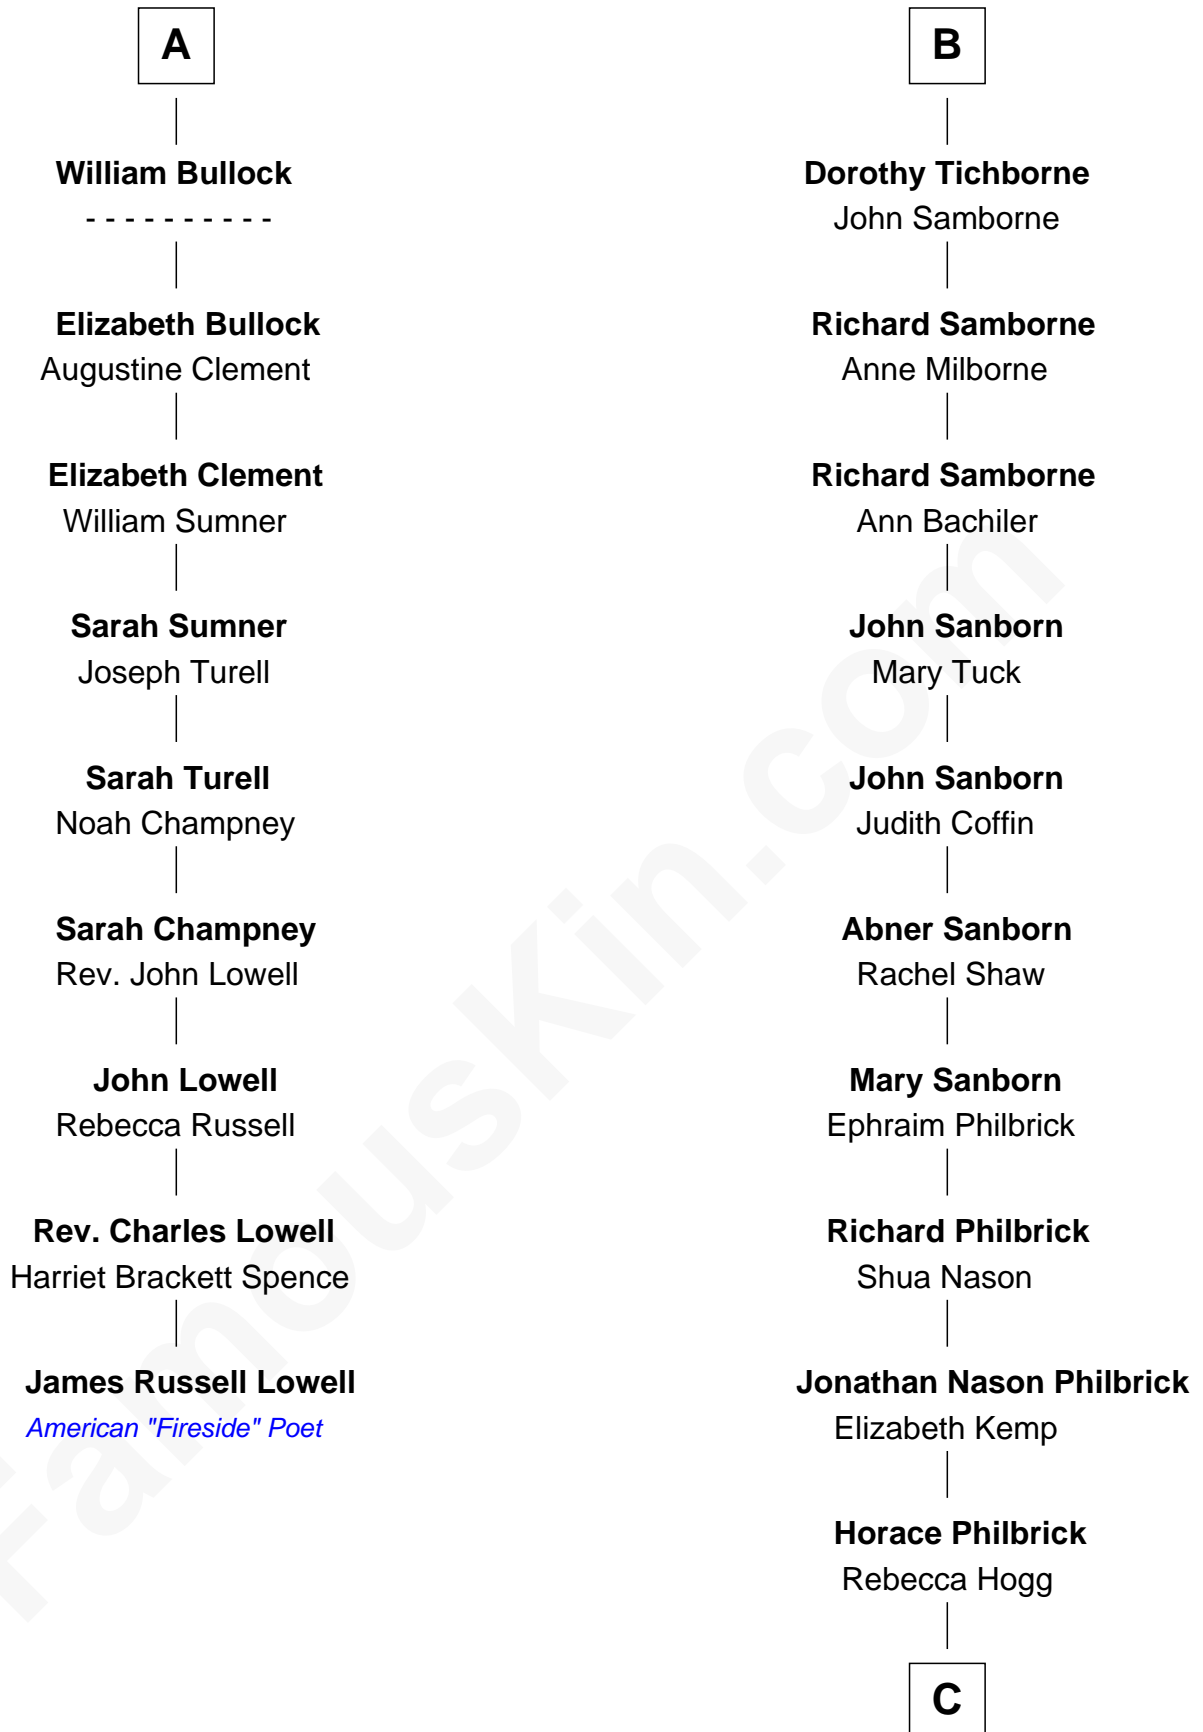 A
William Bullock
- - - - - - - - - -
Elizabeth Bullock
Augustine Clement
Elizabeth Clement
William Sumner
Sarah Sumner
Joseph Turell
Sarah Turell
Noah Champney
Sarah Champney
Rev. John Lowell
John Lowell
Rebecca Russell
Rev. Charles Lowell
Harriet Brackett Spence
James Russell Lowell
American "Fireside" Poet
B
Dorothy Tichborne
John Samborne
Richard Samborne
Anne Milborne
Richard Samborne
Ann Bachiler
John Sanborn
Mary Tuck
John Sanborn
Judith Coffin
Abner Sanborn
Rachel Shaw
Mary Sanborn
Ephraim Philbrick
Richard Philbrick
Shua Nason
Jonathan Nason Philbrick
Elizabeth Kemp
Horace Philbrick
Rebecca Hogg
C
FamousKin.com